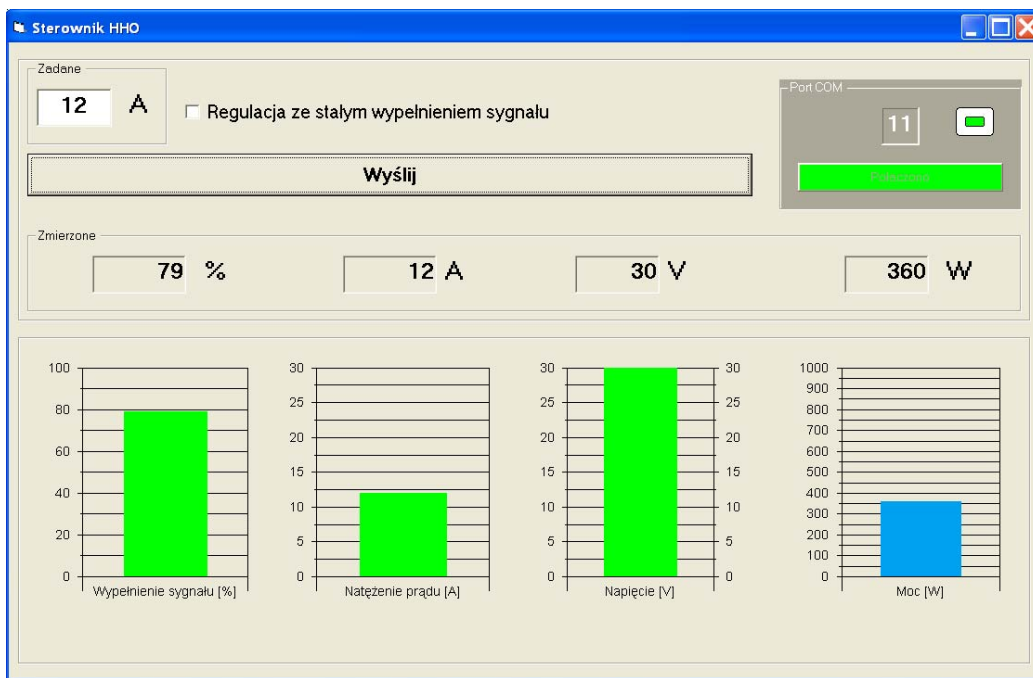 Sterownik HHO
Zadane
12 A
Regulacja ze stałym wypełnieniem sygnału
Port COM
11
Wyślij
Połączono
Zmierzone
79 %
12 A
30 V
360 W
100
80
60
40
20
0
Wypełnienie sygnału [%]
30
25
20
15
10
5
0
Natężenie prądu [A]
30
25
20
15
10
5
0
30
25
20
15
10
5
0
Napięcie [V]
1000
900
800
700
600
500
400
300
200
100
0
Moc [W]